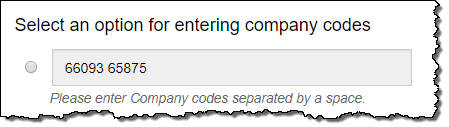 Select an option for entering company codes
66093 65875
Please enter Company codes separated by a space.